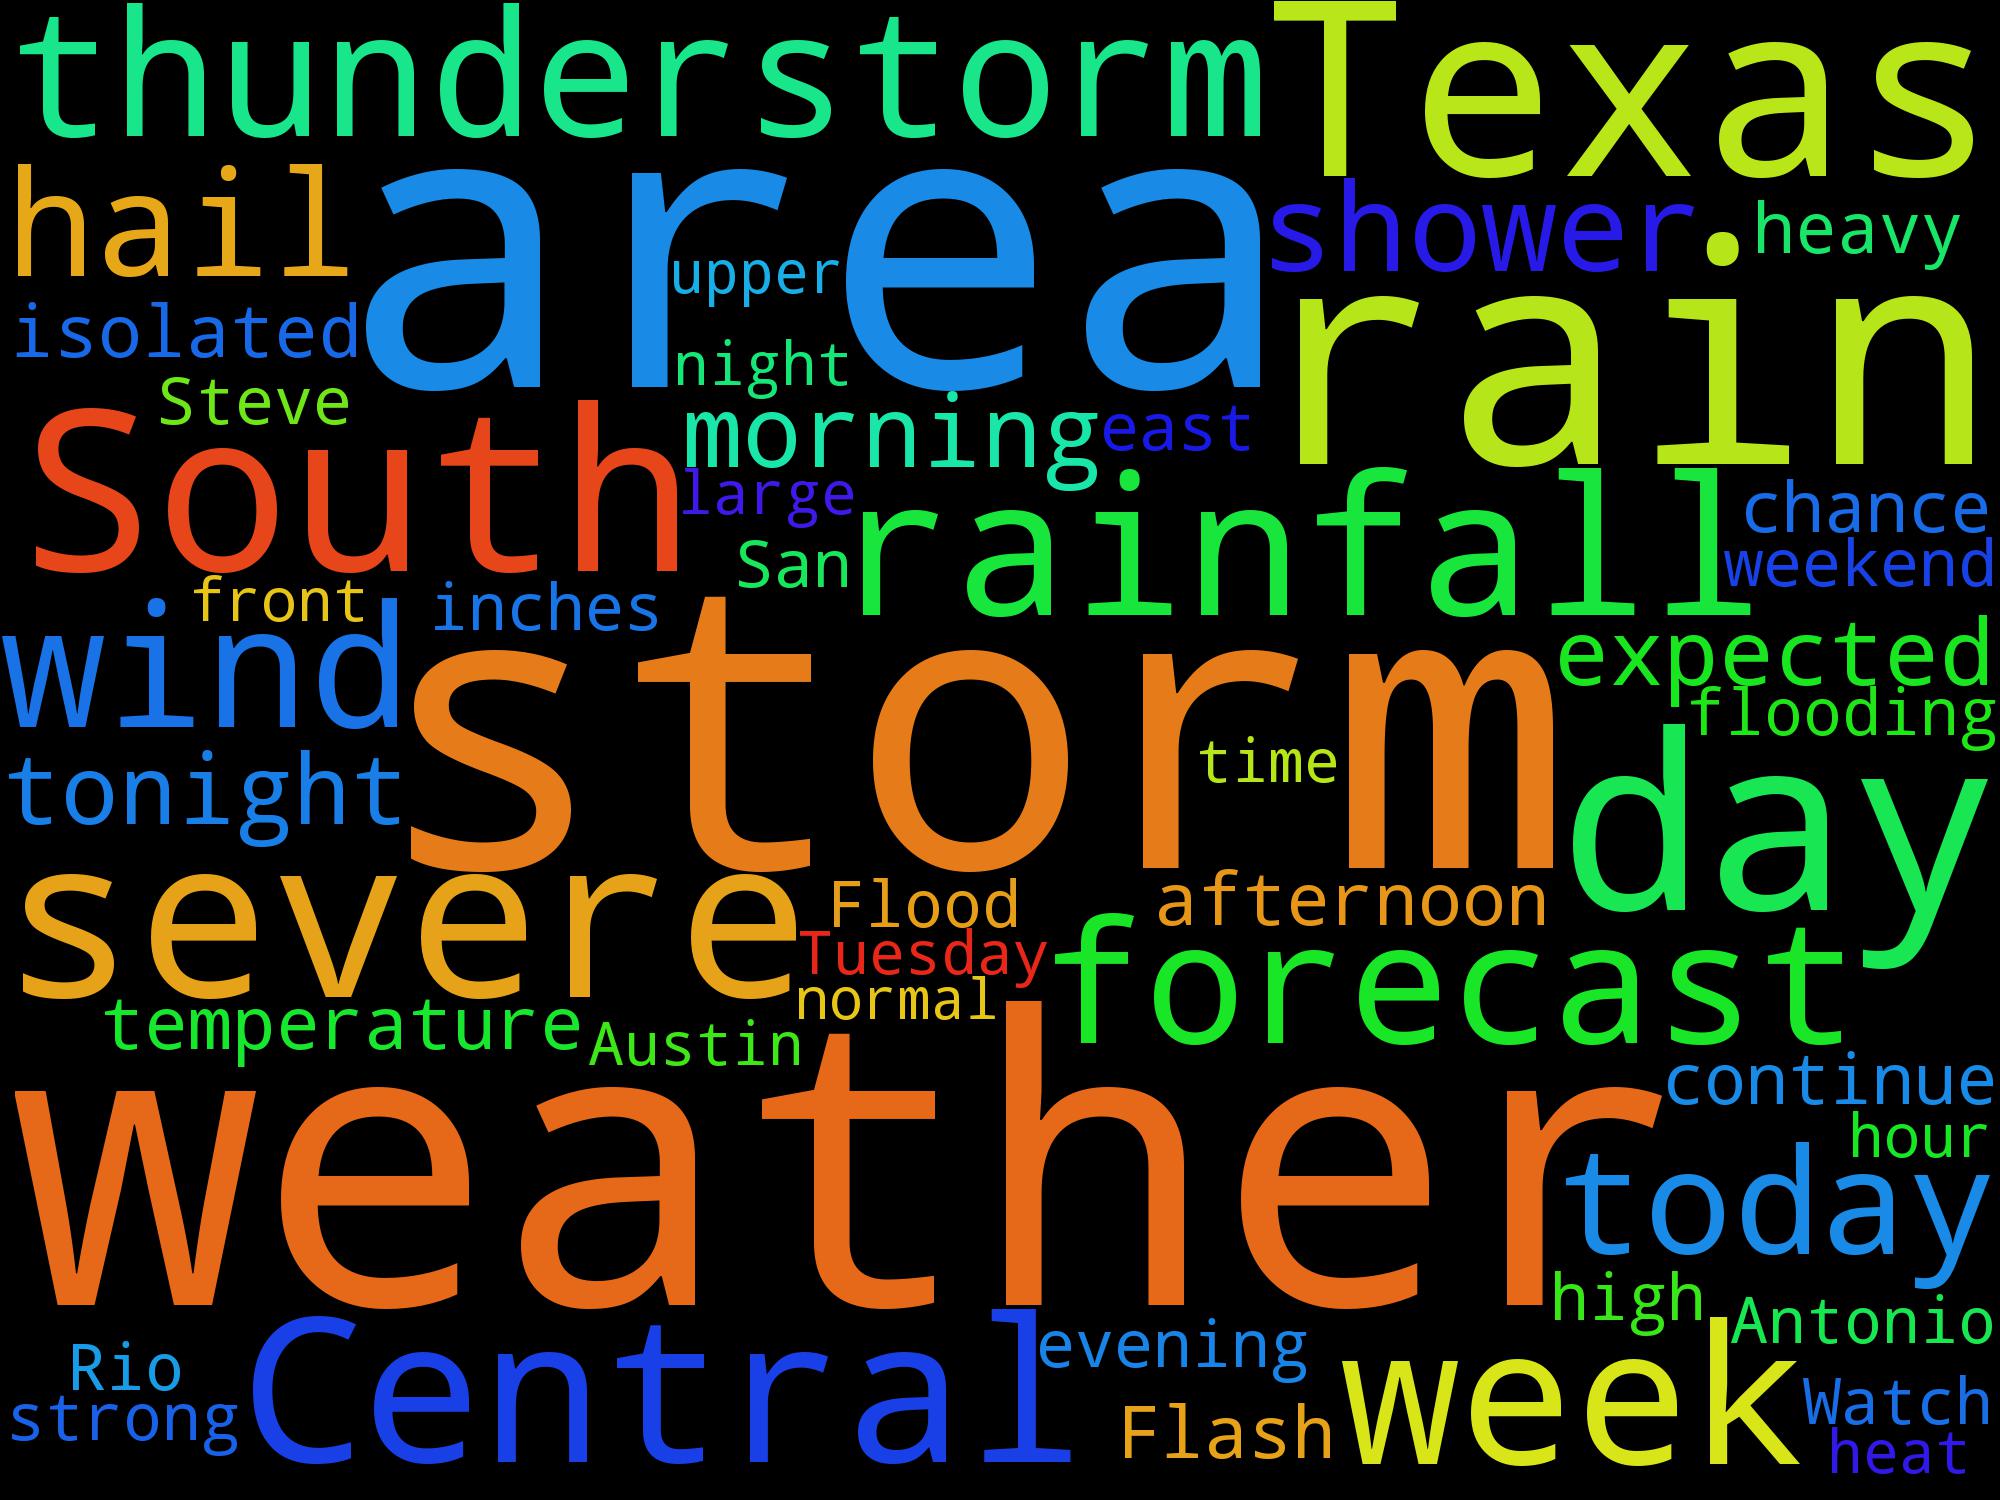 thunderstorm Texas
hail area shower heavy
upper
isolated rain
night
Steve
South morning east
large rainfall chance
San weekend
front inches
wind storm expected
flooding
time
tonight day
severe Flood afternoon
Tuesday forecast
normal
temperature Austin
weather continue
hour
today
high
Antonio
Rio Central evening week
strong Flash Watch
heat